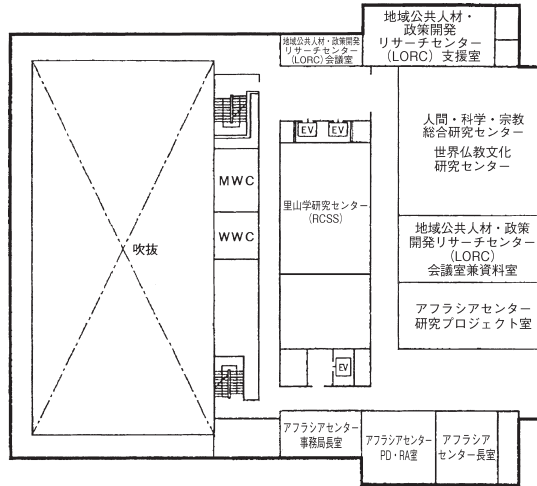 地域公共人材・政策開発
リサーチセンター
(LORC) 会議室
地域公共人材・
政策開発
リサーチセンター
(LORC) 支援室
EV
EV
人間・科学・宗教
総合研究センター
世界仏教文化
研究センター
MWC
里山学研究センター
(RCSS)
WWC
吹抜
地域公共人材・政策
開発リサーチセンター
(LORC)
会議室兼資料室
アフラシアセンター
研究プロジェクト室
EV
アフラシアセンター
事務局長室
アフラシアセンター
PD・RA室
アフラシア
センター長室